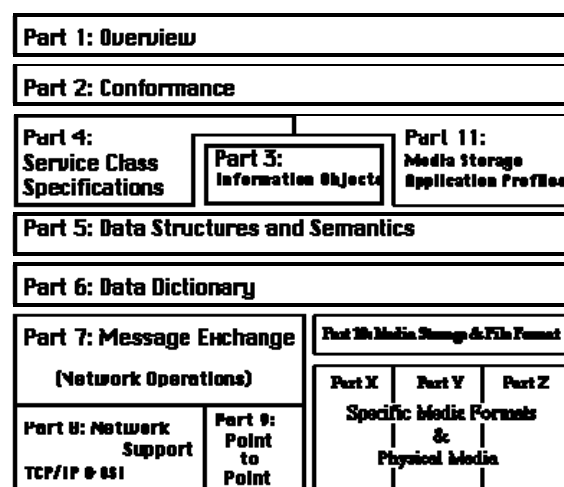 Part 1: Overview
Part 2: Conformance
Part 4:
Service Class
Specifications
Part 3:
Information Objects
Part 11:
Media Storage
Application Profiles
Part 5: Data Structures and Semantics
Part 6: Data Dictionary
Part 7: Message Exchange
(Network Operations)
Part 10: Media Storage & File Format
Part 8: Network
Support
TCP/IP & OSI
Part 9:
Point
to
Point
Part X
Part Y
Part Z
Specific Media Formats
&
Physical Media